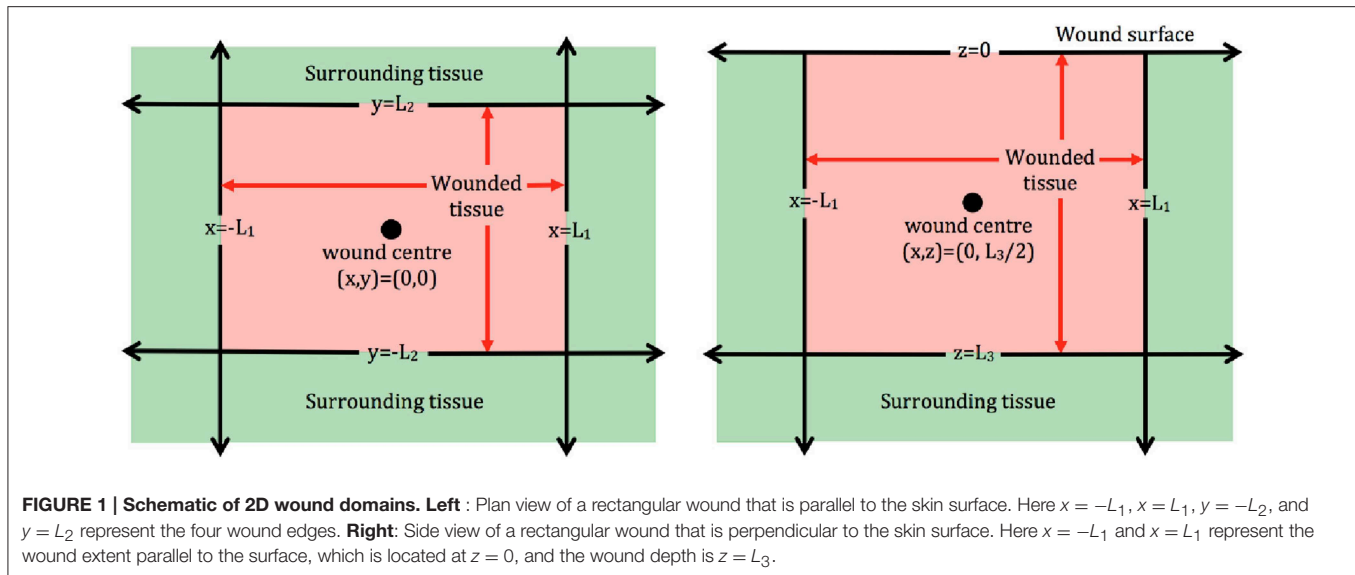 Surrounding tissue
y=L₂
Wounded
tissue
x=-L₁
x=L₁
wound centre
(x,y)=(0,0)
y=-L₂
Surrounding tissue
Wound surface
z=0
Wounded
tissue
x=-L₁
x=L₁
wound centre
(x,z)=(0, L₃/2)
z=L₃
Surrounding tissue
FIGURE 1 | Schematic of 2D wound domains. Left : Plan view of a rectangular wound that is parallel to the skin surface. Here x = −L₁, x = L₁, y = −L₂, and
y = L₂ represent the four wound edges. Right: Side view of a rectangular wound that is perpendicular to the skin surface. Here x = −L₁ and x = L₁ represent the
wound extent parallel to the surface, which is located at z = 0, and the wound depth is z = L₃.